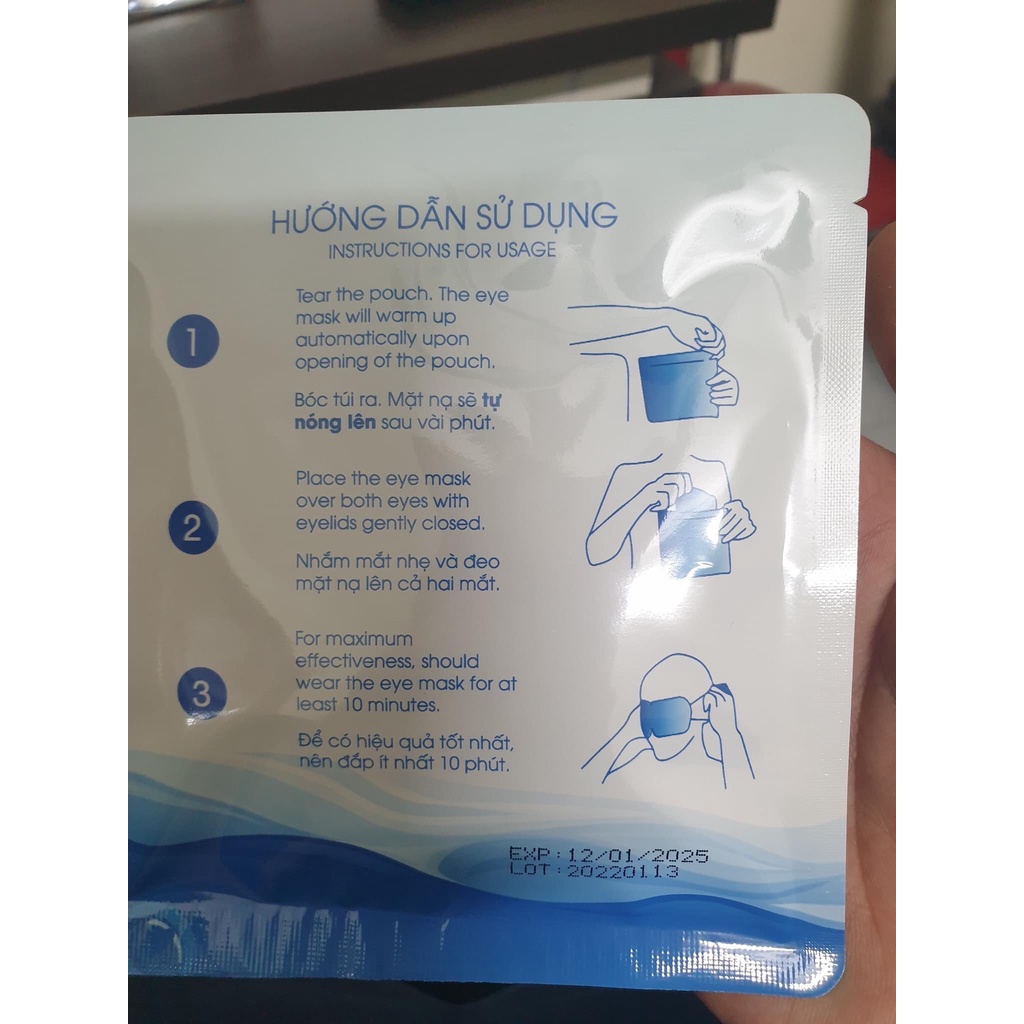 HƯỚNG DẪN SỬ DỤNG
INSTRUCTIONS FOR USAGE
1
Tear the pouch. The eye
mask will warm up
automatically upon
opening of the pouch.
Bóc túi ra. Mặt nạ sẽ tự
nóng lên sau vài phút.
2
Place the eye mask
over both eyes with
eyelids gently closed.
Nhắm mắt nhẹ và đeo
mặt nạ lên cả hai mắt.
3
For maximum
effectiveness, should
wear the eye mask for at
least 10 minutes.
Để có hiệu quả tốt nhất,
nên đắp ít nhất 10 phút.
EXP:12/01/2025
LOT:20220113